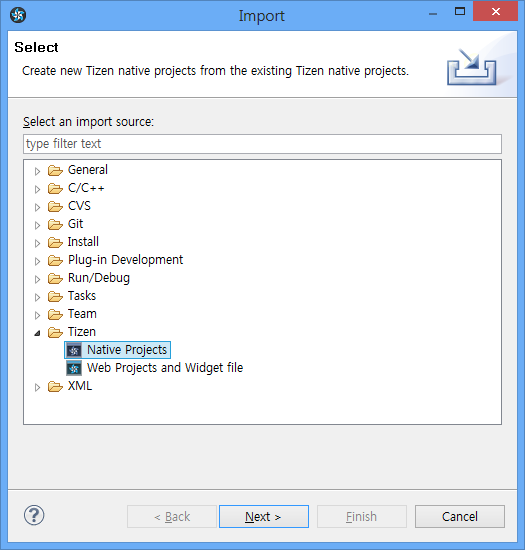 Import
Select
Create new Tizen native projects from the existing Tizen native projects.
Select an import source:
type filter text
General
C/C++
CVS
Git
Install
Plug-in Development
Run/Debug
Tasks
Team
Tizen
Native Projects
Web Projects and Widget file
XML
? < Back Next > Finish Cancel